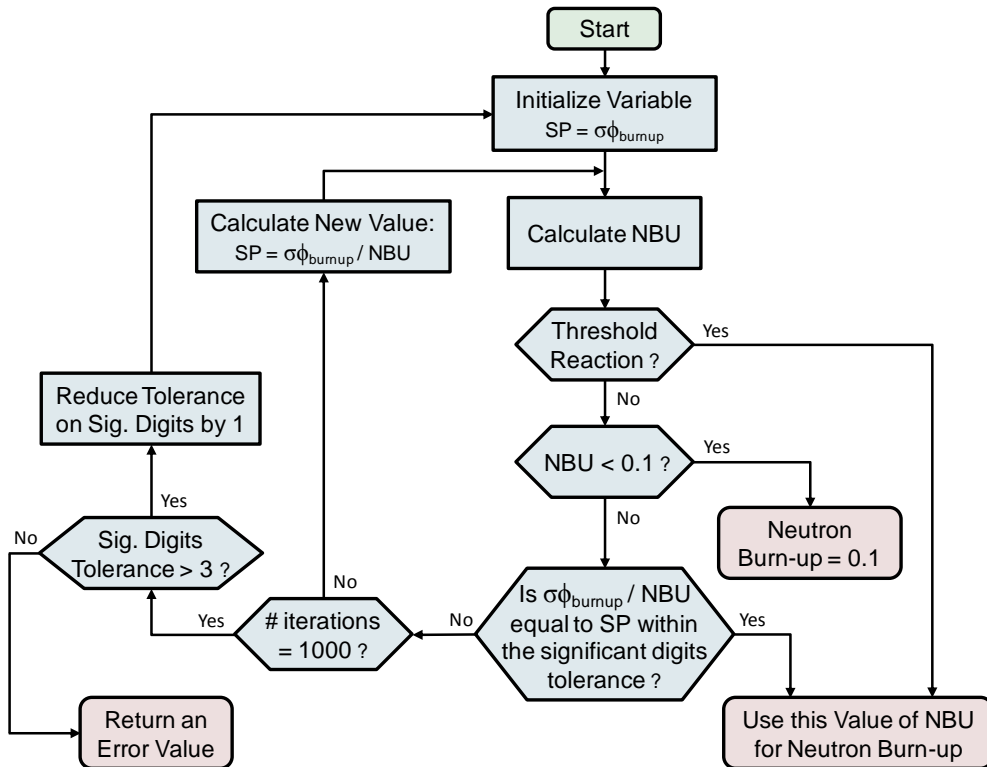 Start
Initialize Variable
SP = σϕburnup
Calculate New Value:
SP = σϕburnup / NBU
Calculate NBU
Threshold
Reaction ?
Yes
No
Reduce Tolerance
on Sig. Digits by 1
NBU < 0.1 ?
Yes
No
Neutron
Burn-up = 0.1
Yes
No
Sig. Digits
Tolerance > 3 ?
No
Yes
# iterations
= 1000 ?
No
Is σϕburnup / NBU
equal to SP within
the significant digits
tolerance ?
Yes
Return an
Error Value
Use this Value of NBU
for Neutron Burn-up